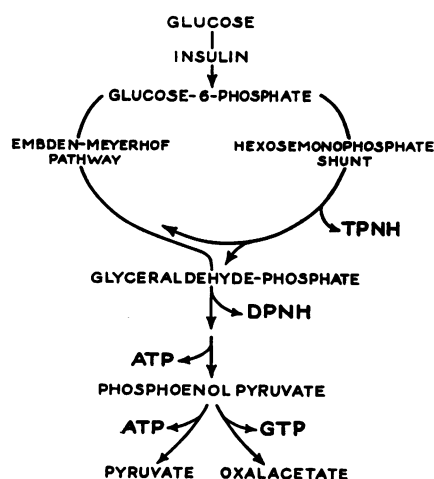 GLUCOSE
INSULIN
GLUCOSE-6-PHOSPHATE
EMBDEN-MEYERHOF
PATHWAY
HEXOSEMONOPHOSPHATE
SHUNT
TPNH
GLYCERALDEHYDE-PHOSPHATE
DPNH
ATP
PHOSPHOENOL PYRUVATE
ATP
GTP
PYRUVATE
OXALACETATE